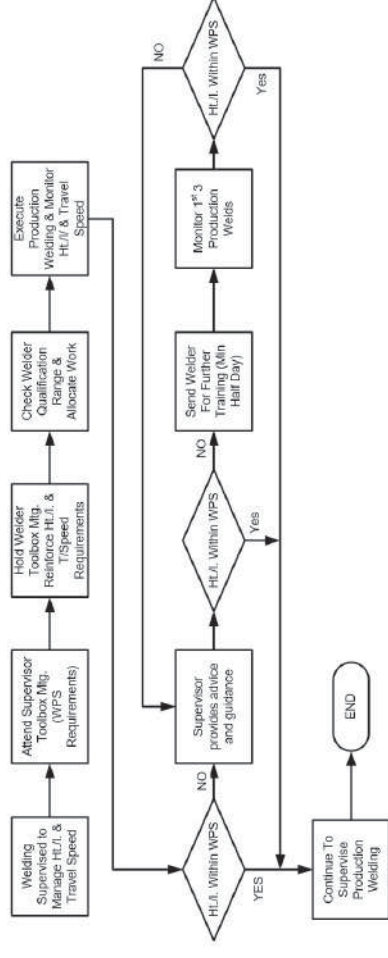 Welding
Supervised to
Manage Ht./I. &
Travel Speed
Attend Supervisor
Toolbox Mtg.
(WPS
Requirements)
Hold Welder
Toolbox Mtg.
Reinforce Ht./I. &
T/Speed
Requirements
Check Welder
Qualification
Range &
Allocate Work
Execute
Production
Welding & Monitor
Ht./I/ & Travel
Speed
Ht./I. Within WPS
NO
YES
Supervisor
provides advice
and guidance
Ht./I. Within WPS
NO
Yes
Send Welder
For Further
Training (Min
Half Day)
Monitor 1st 3
Production
Welds
Ht./I. Within WPS
NO
Yes
Continue To
Supervise
Production
Welding
END